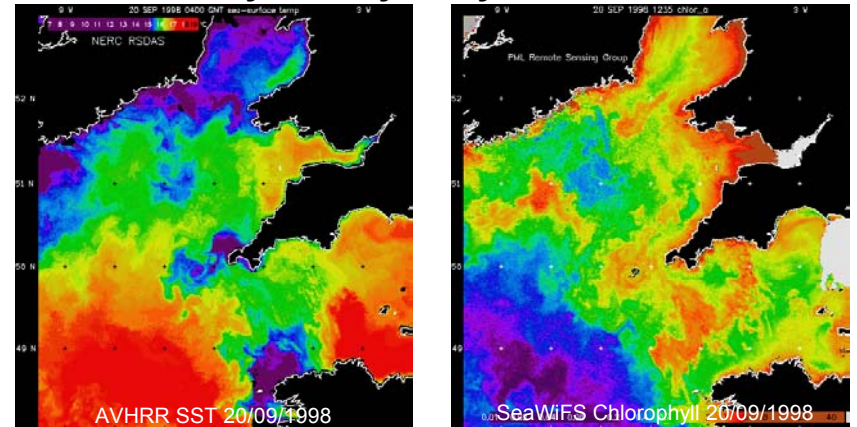 9 W 20 SEP 1998 0400 GMT sea-surface temp 3 W
7 8 9 10 11 12 13 14 15 16 17
NERC RSDAS
52 N
51 N
50 N
49 N
AVHRR SST 20/09/1998
9 W 20 SEP 1998 1235 chlor_a 3 W
PML Remote Sensing Group
52 N
51 N
50 N
49 N
SeaWiFS Chlorophyll 20/09/1998
0.01
40